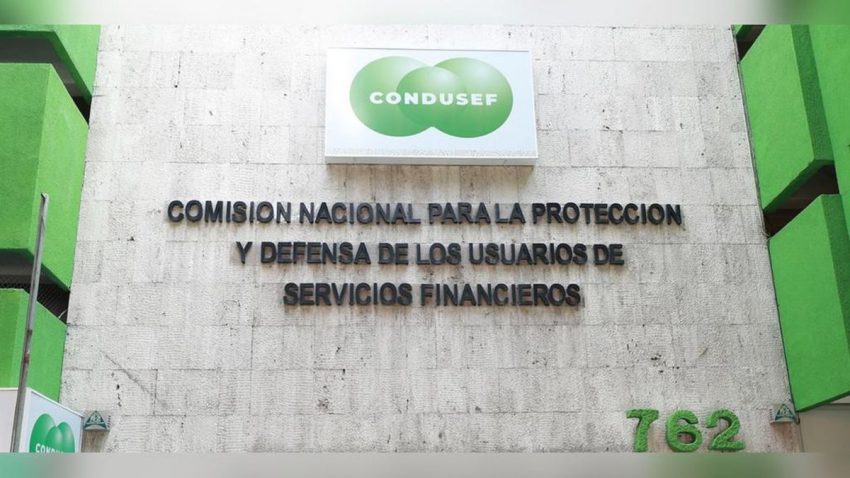 CONDUSEF
COMISION NACIONAL PARA LA PROTECCION
Y DEFENSA DE LOS USUARIOS DE
SERVICIOS FINANCIEROS
762